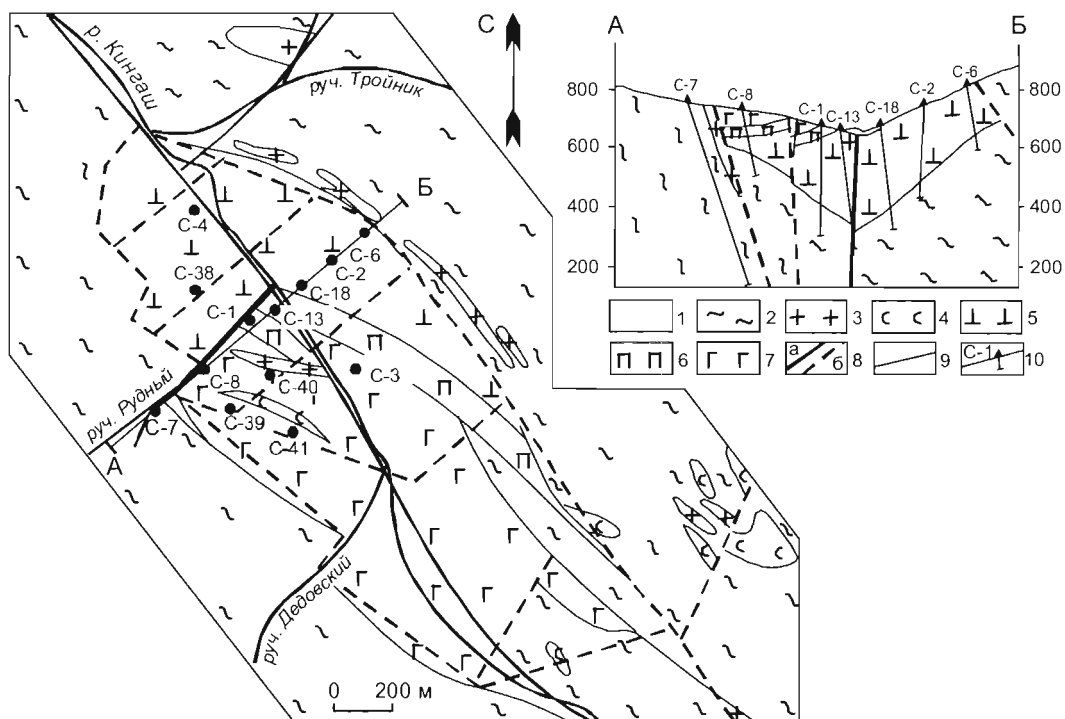 р. Кингаш
руч. Тройник
С
Б
С-4
С-6
С-2
С-38
С-18
С-1
С-13
С-3
С-8
С-40
руч. Рудный
С-7
С-39
С-41
А
руч. Дедовский
0 200 м
А Б
С-7 С-8 С-1 С-13 С-18 С-2 С-6
800 800
600 600
400 400
200 200
1 2 3 4 5
6 7 а б 8 9 С-1 10